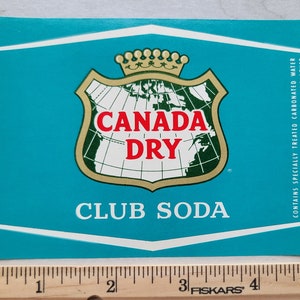 CANADA
DRY
CLUB SODA
CONTAINS SPECIALLY TREATED CARBONATED WATER
1 2 3 4
FISKARS